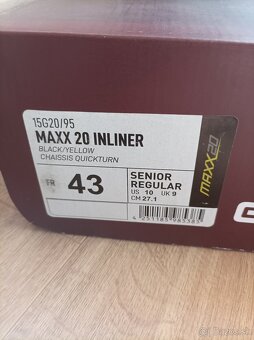 15G20/95
MAXX 20 INLINER
BLACK/YELLOW
CHAISSIS QUICKTURN
FR 43
SENIOR
REGULAR
US 10 UK 9
CM 27.1
MAXX20